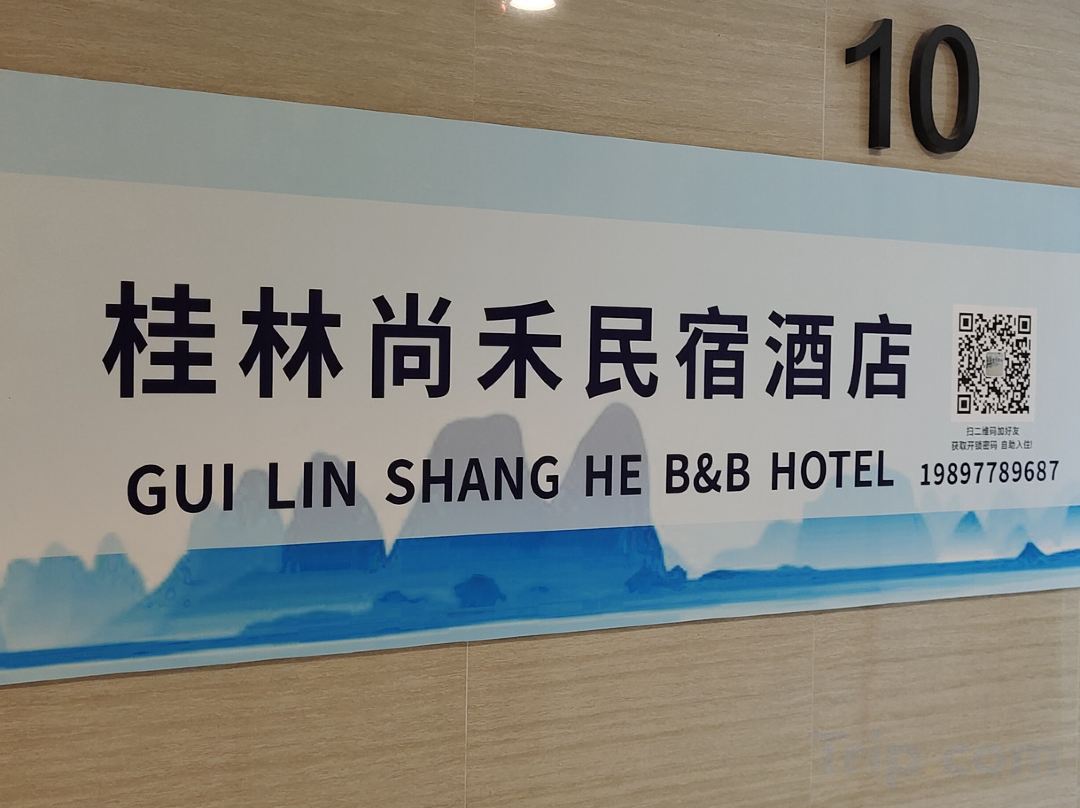 10
桂林尚禾民宿酒店
GUI LIN SHANG HE B&B HOTEL
扫二维码加好友
获取开锁密码 自助入住!
19897789687
Trip.com